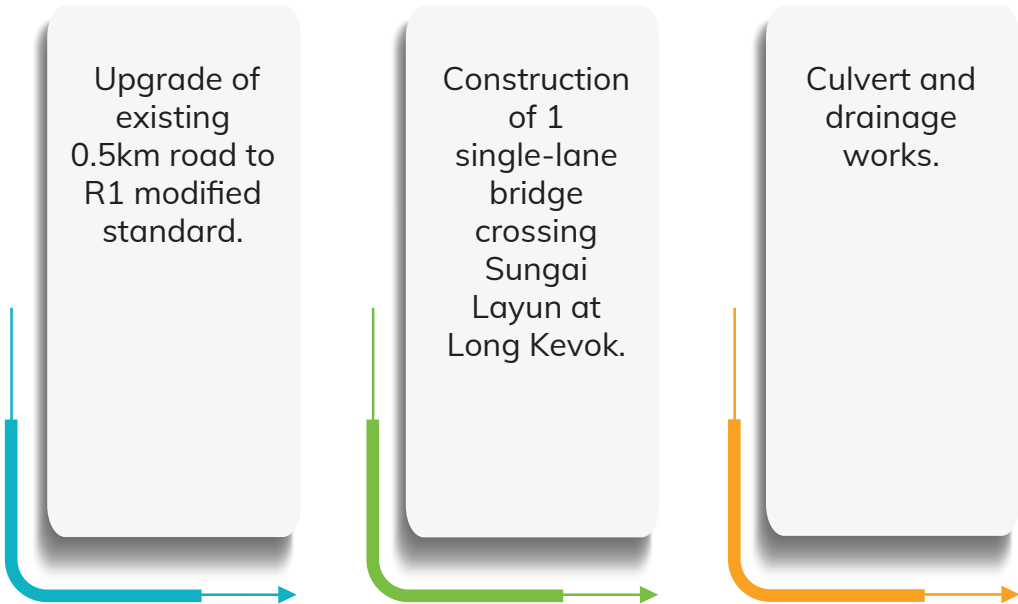 Upgrade of
existing
0.5km road to
R1 modified
standard.
Construction
of 1
single-lane
bridge
crossing
Sungai
Layun at
Long Kevok.
Culvert and
drainage
works.